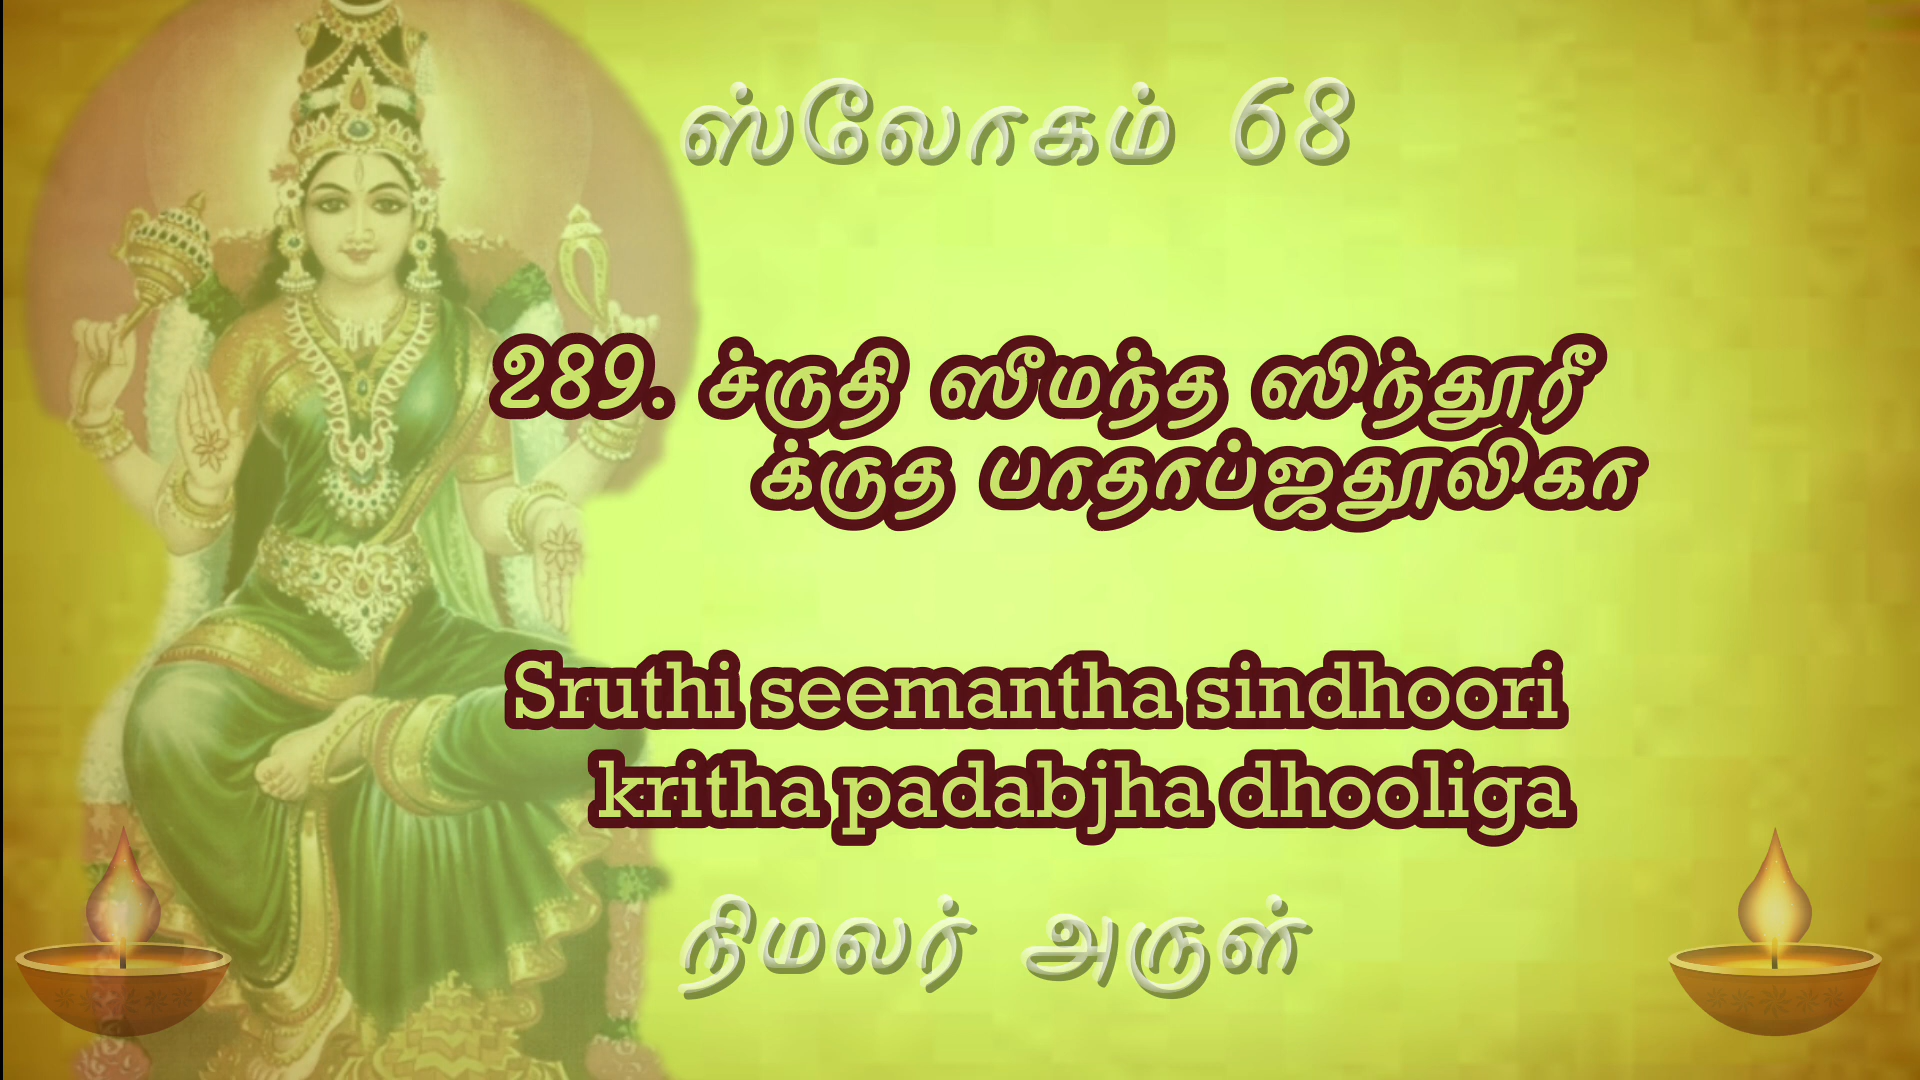 ஸ்லோகம் 68
289. ச்ருதி ஸீமந்த ஸிந்தூரீ
க்ருத பாதாப்ஜதூலிகா
Sruthi seemantha sindhoori
kritha padabjha dhooliga
நிமலர் அருள்